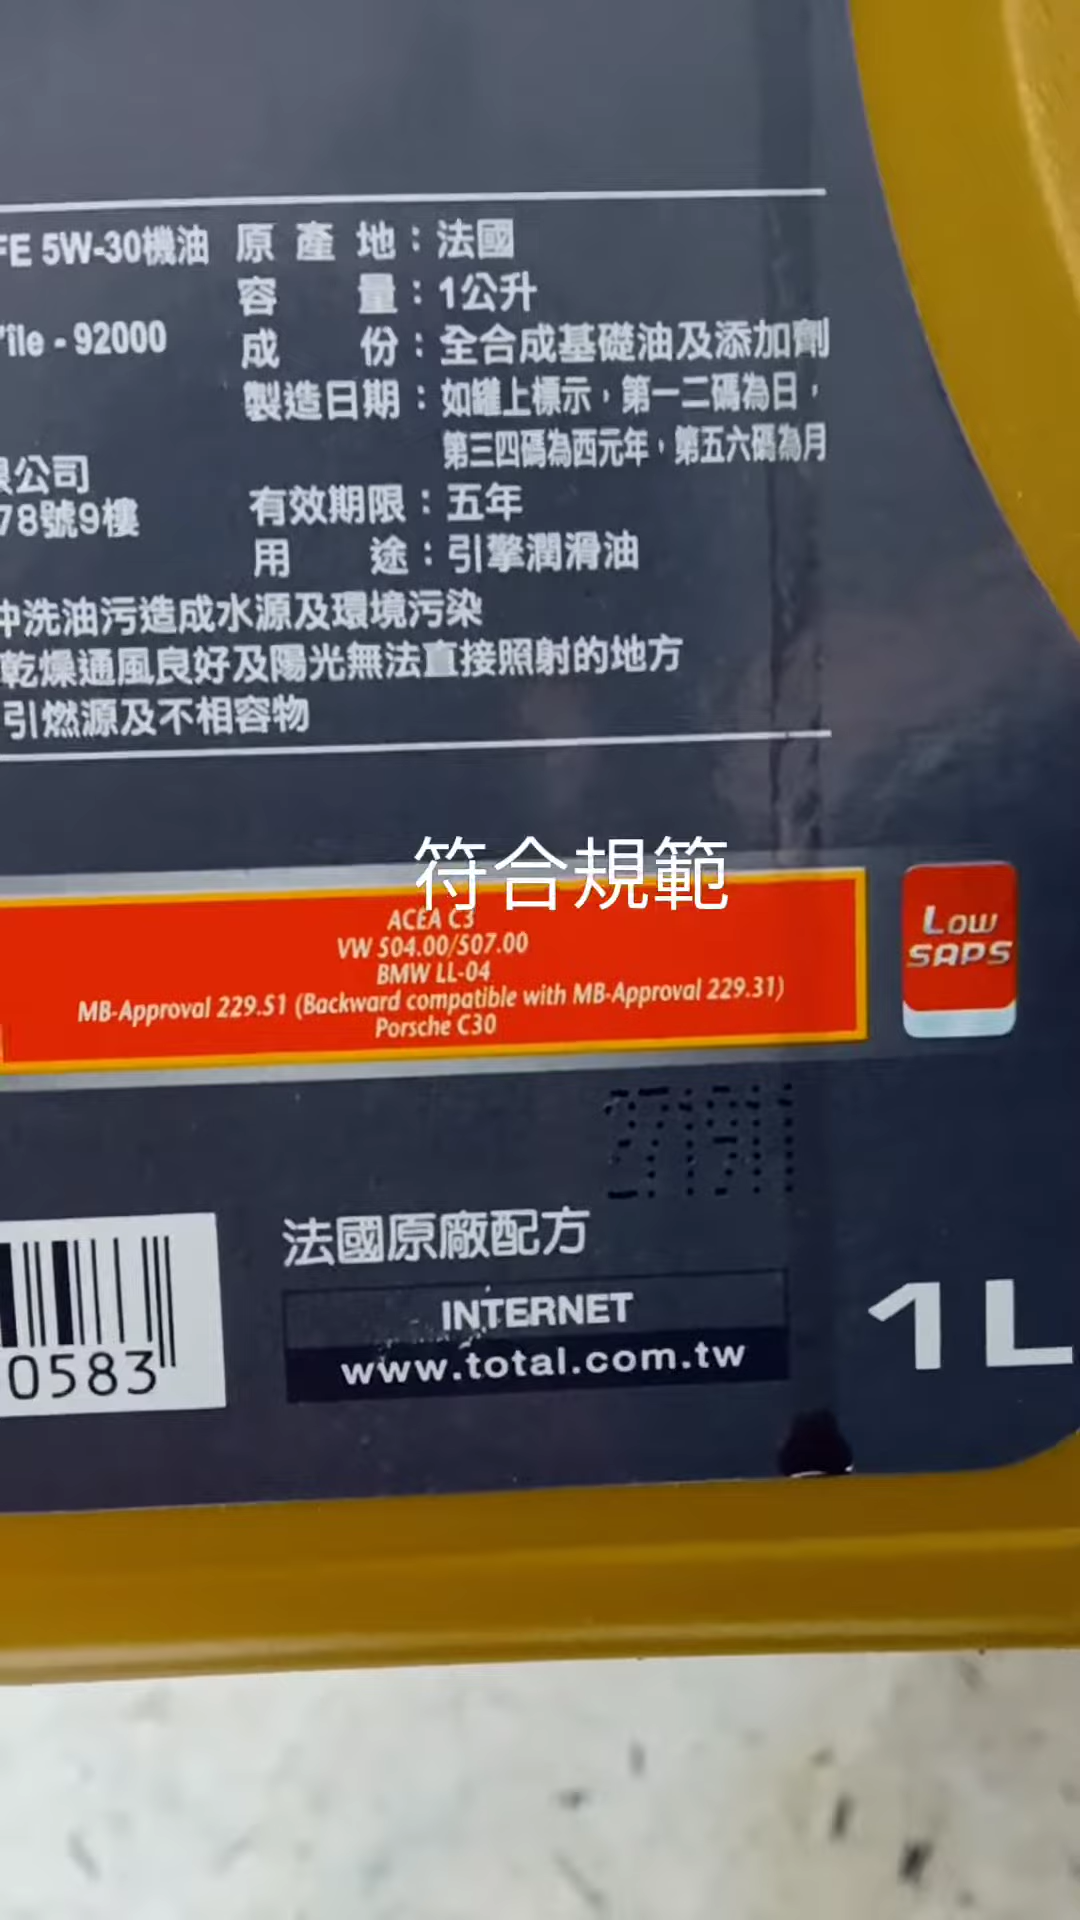 FE 5W-30機油
île - 92000
限公司
78號9樓
原產地：法國
容量：1公升
成份：全合成基礎油及添加劑
製造日期：如罐上標示，第一二碼為日，
第三四碼為西元年，第五六碼為月
有效期限：五年
用途：引擎潤滑油
沖洗油污造成水源及環境污染
乾燥通風良好及陽光無法直接照射的地方
引燃源及不相容物
符合規範
ACEA C3
VW 504.00/507.00
BMW LL-04
MB-Approval 229.51 (Backward compatible with MB-Approval 229.31)
Porsche C30
LOW
SAPS
271911
法國原廠配方
INTERNET
www.total.com.tw
0583
1L